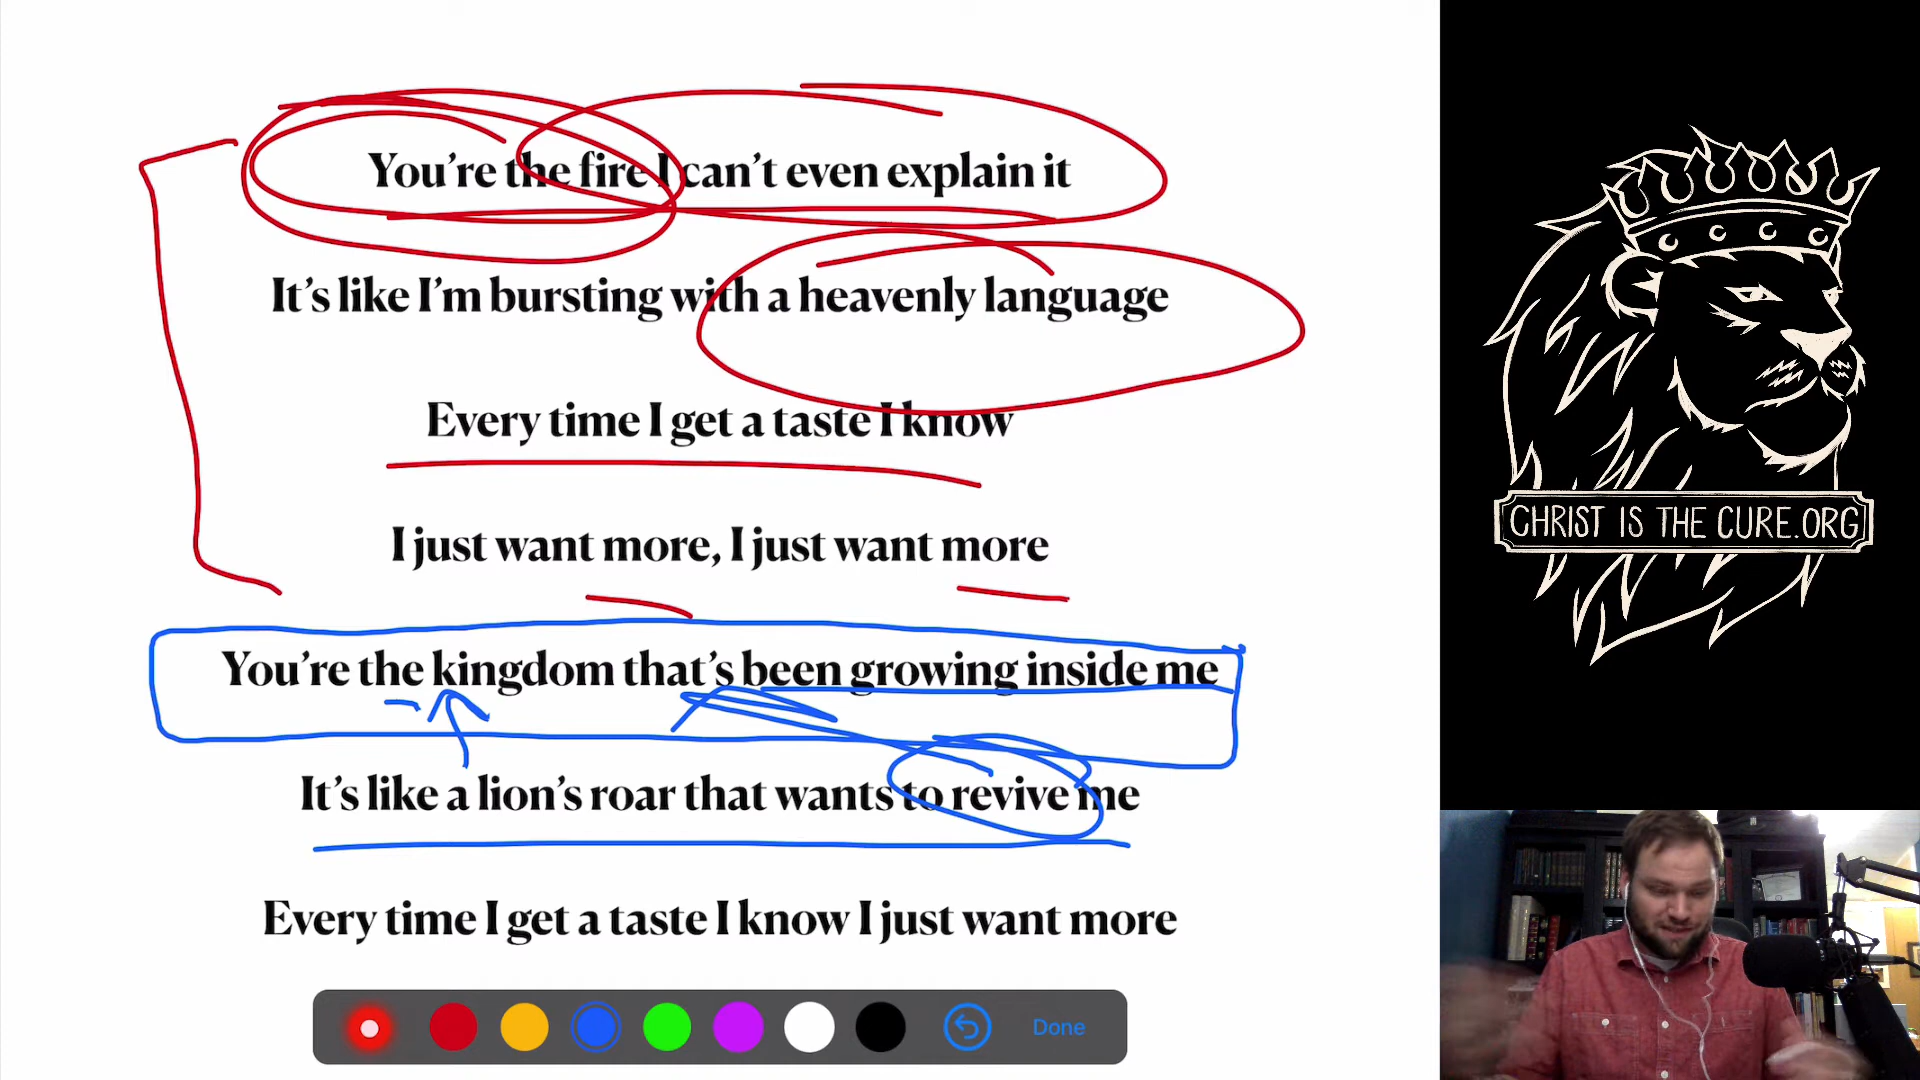 You're the fire I can't even explain it
It's like I'm bursting with a heavenly language
Every time I get a taste I know
I just want more, I just want more
You're the kingdom that's been growing inside me
It's like a lion's roar that wants to revive me
Every time I get a taste I know I just want more
Done
CHRIST IS THE CURE.ORG